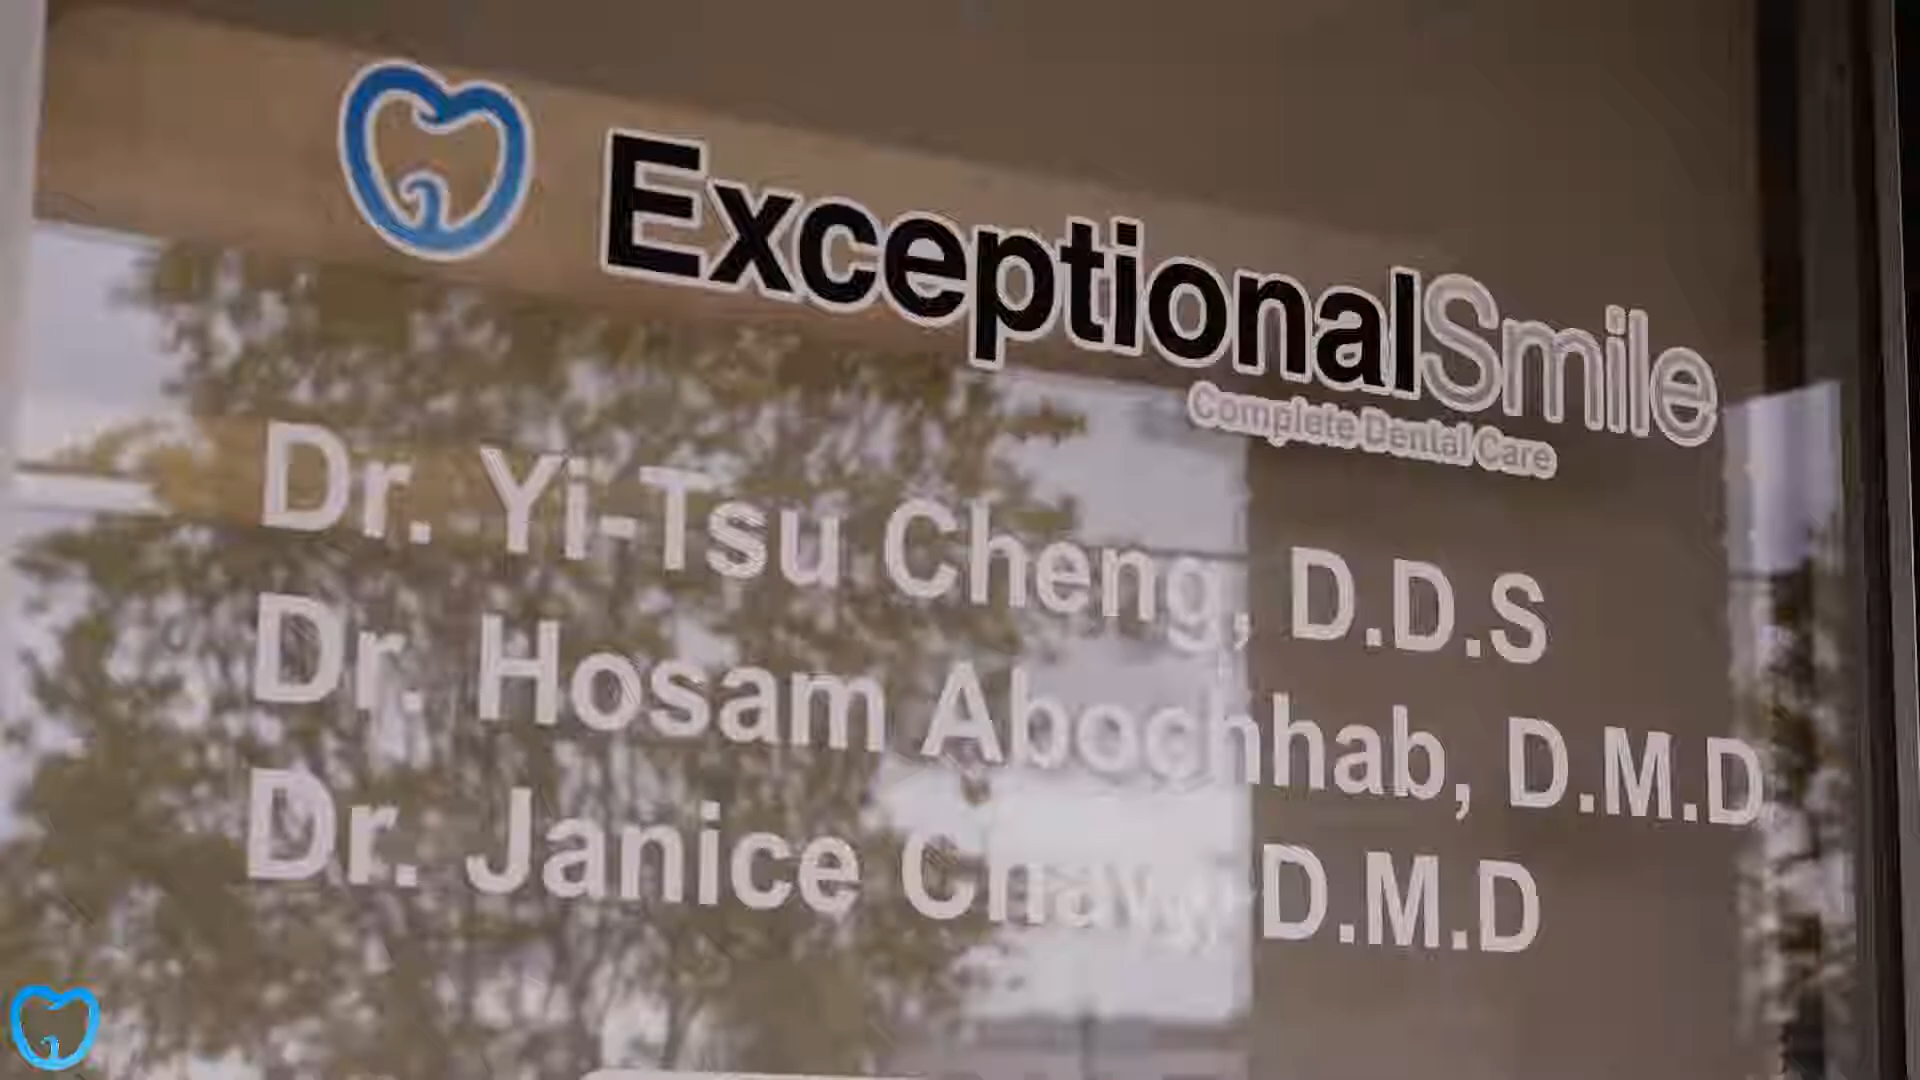 ExceptionalSmile
Complete Dental Care
Dr. Yi-Tsu Cheng, D.D.S
Dr. Hosam Abochhab, D.M.D
Dr. Janice D.M.D